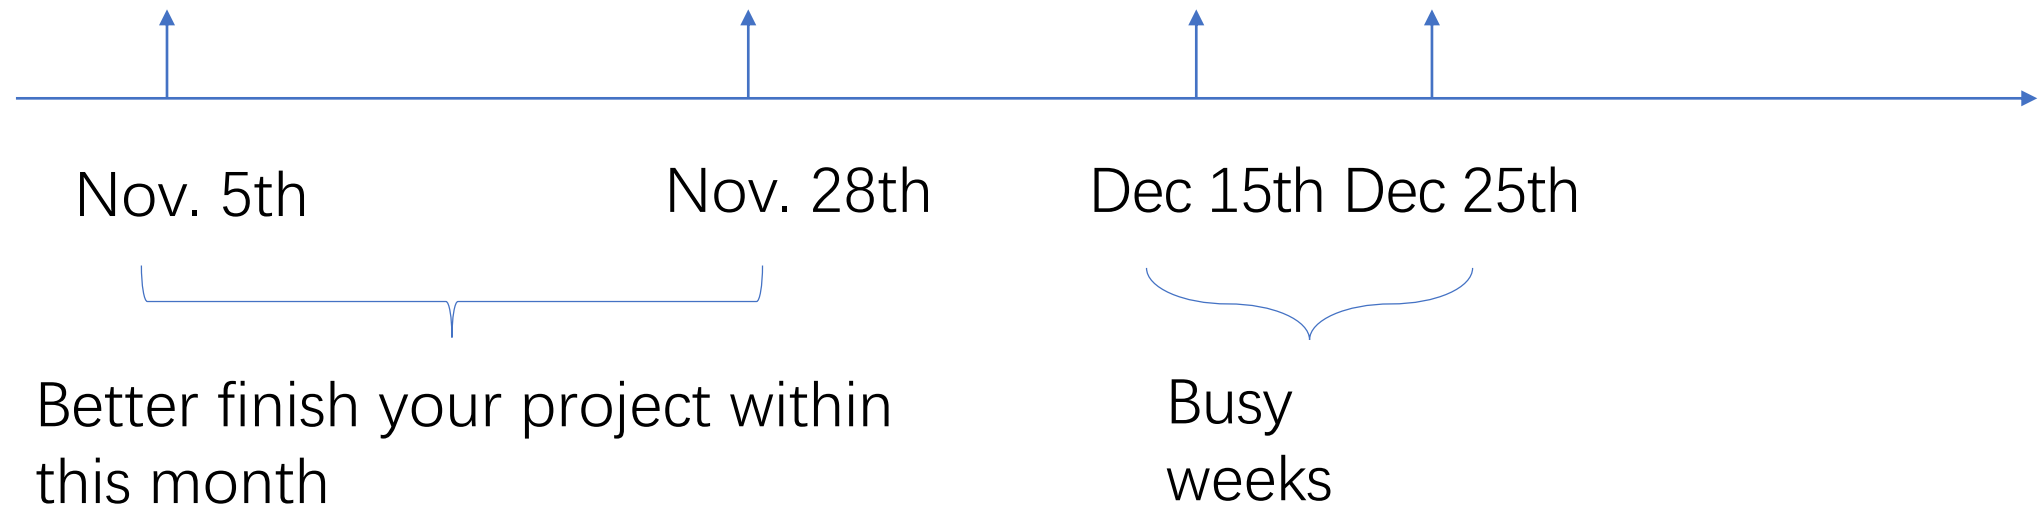 Nov. 5th
Nov. 28th
Dec 15th
Dec 25th
Better finish your project within
this month
Busy
weeks